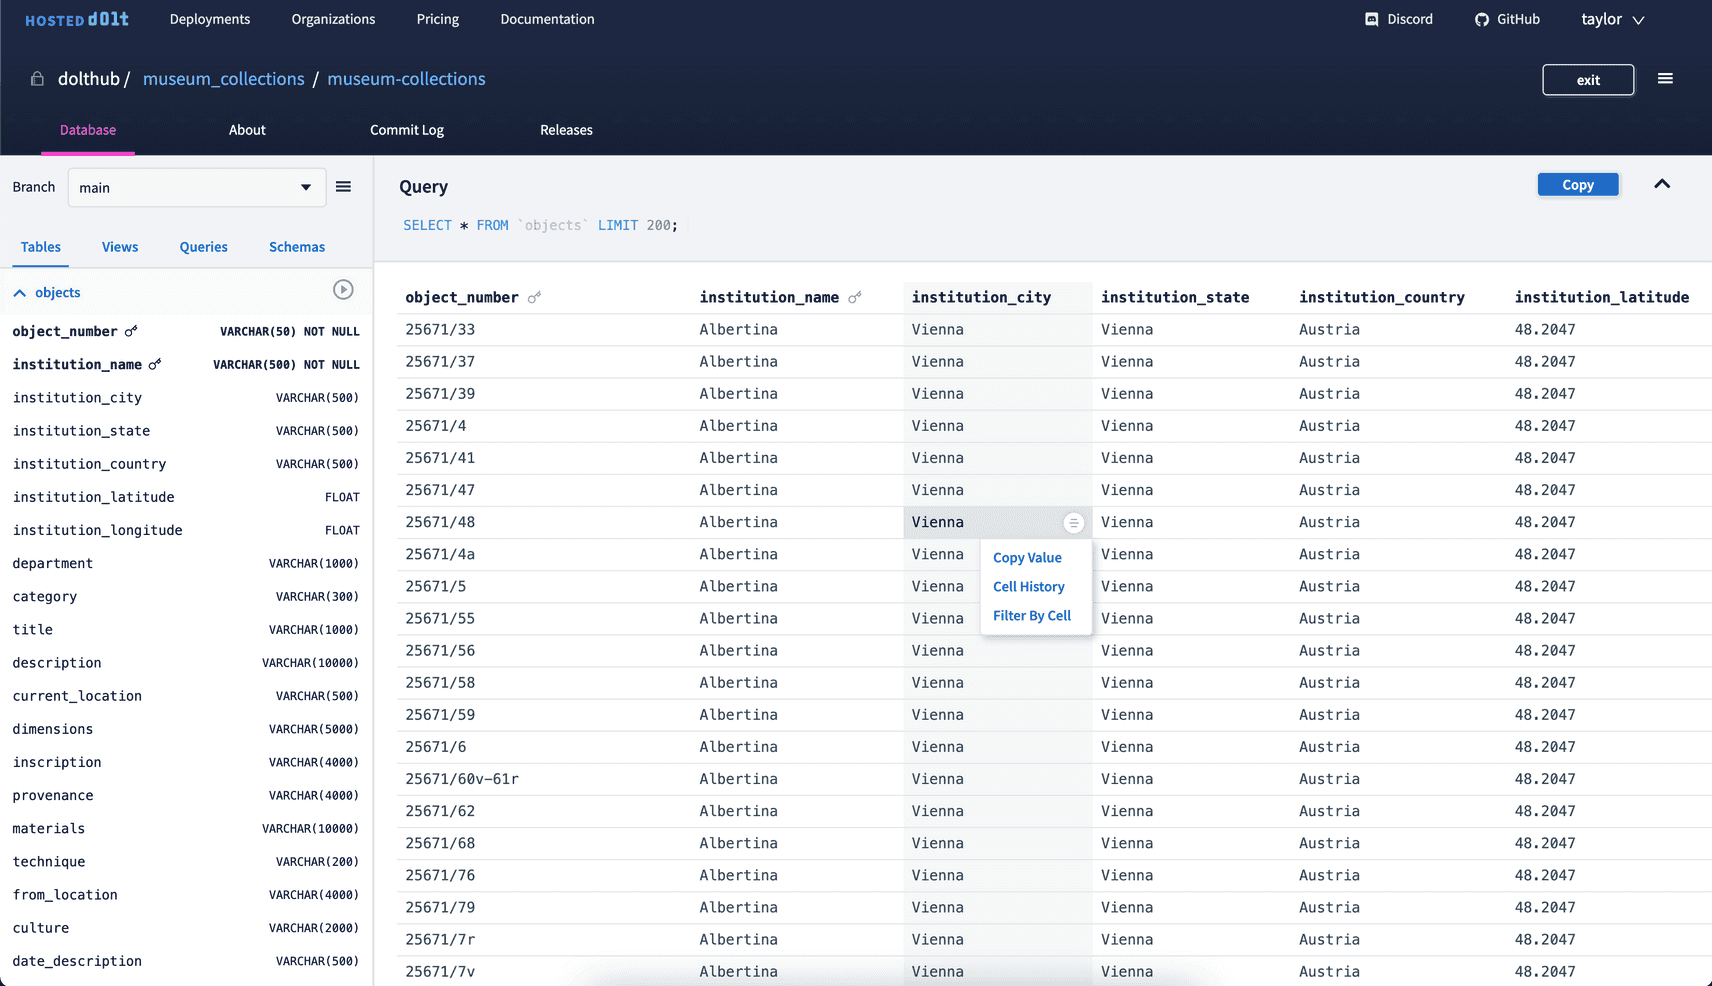 HOSTED dolt Deployments Organizations Pricing Documentation Discord GitHub taylor
dolthub / museum_collections / museum-collections exit
Database About Commit Log Releases
Branch main
Tables Views Queries Schemas
objects
object_number VARCHAR(50) NOT NULL
institution_name VARCHAR(500) NOT NULL
institution_city VARCHAR(500)
institution_state VARCHAR(500)
institution_country VARCHAR(500)
institution_latitude FLOAT
institution_longitude FLOAT
department VARCHAR(1000)
category VARCHAR(300)
title VARCHAR(1000)
description VARCHAR(10000)
current_location VARCHAR(500)
dimensions VARCHAR(5000)
inscription VARCHAR(4000)
provenance VARCHAR(4000)
materials VARCHAR(10000)
technique VARCHAR(200)
from_location VARCHAR(4000)
culture VARCHAR(2000)
date_description VARCHAR(500)
Query Copy
SELECT * FROM `objects` LIMIT 200;
object_number institution_name institution_city institution_state institution_country institution_latitude
25671/33 Albertina Vienna Vienna Austria 48.2047
25671/37 Albertina Vienna Vienna Austria 48.2047
25671/39 Albertina Vienna Vienna Austria 48.2047
25671/4 Albertina Vienna Vienna Austria 48.2047
25671/41 Albertina Vienna Vienna Austria 48.2047
25671/47 Albertina Vienna Vienna Austria 48.2047
25671/48 Albertina Vienna Vienna Austria 48.2047
25671/4a Albertina Vienna Vienna Austria 48.2047
25671/5 Albertina Vienna Vienna Austria 48.2047
25671/55 Albertina Vienna Vienna Austria 48.2047
25671/56 Albertina Vienna Vienna Austria 48.2047
25671/58 Albertina Vienna Vienna Austria 48.2047
25671/59 Albertina Vienna Vienna Austria 48.2047
25671/6 Albertina Vienna Vienna Austria 48.2047
25671/60v-61r Albertina Vienna Vienna Austria 48.2047
25671/62 Albertina Vienna Vienna Austria 48.2047
25671/68 Albertina Vienna Vienna Austria 48.2047
25671/76 Albertina Vienna Vienna Austria 48.2047
25671/79 Albertina Vienna Vienna Austria 48.2047
25671/7r Albertina Vienna Vienna Austria 48.2047
25671/7v Albertina Vienna Vienna Austria 48.2047
Copy Value
Cell History
Filter By Cell